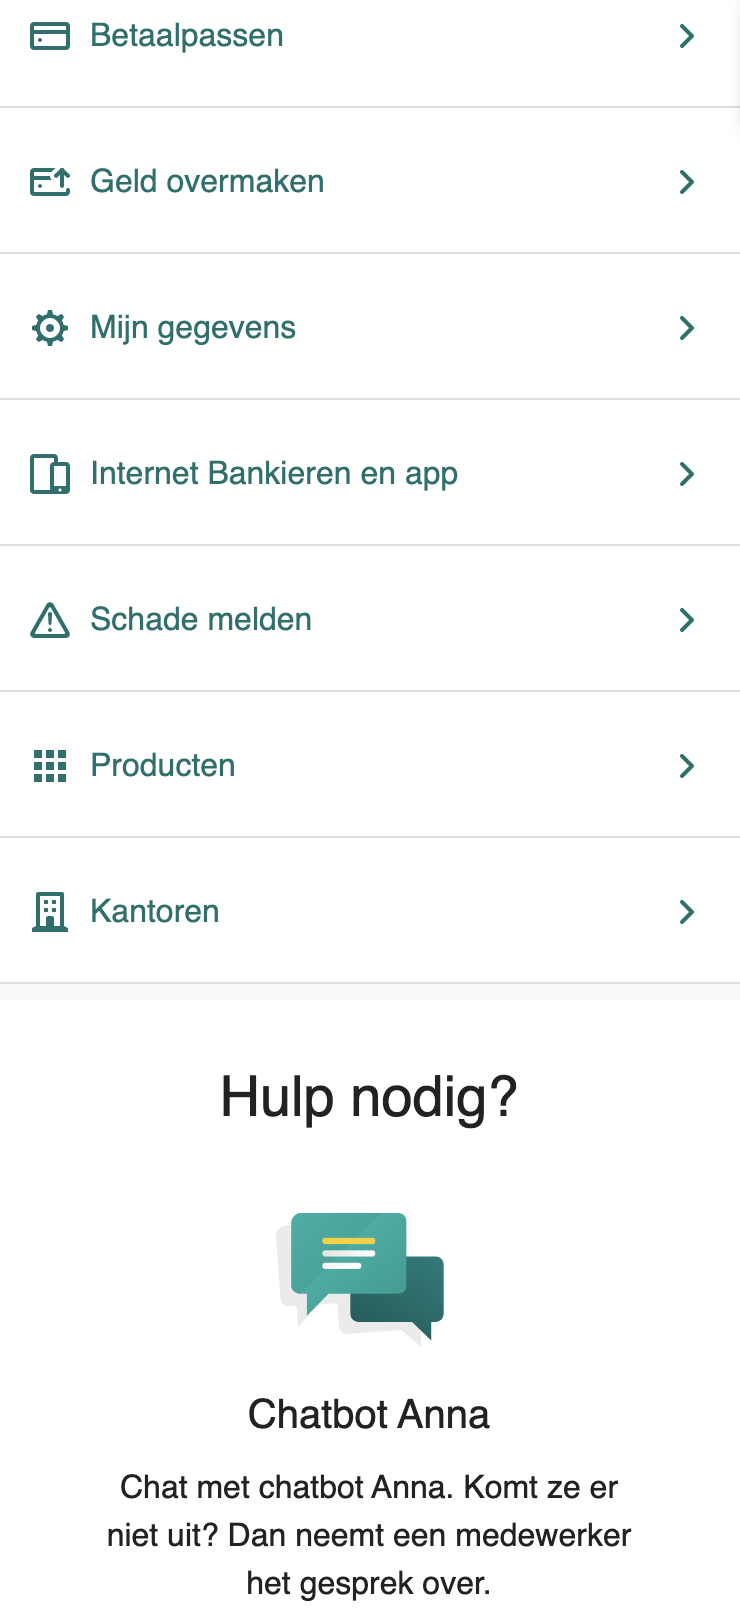 Betaalpassen
Geld overmaken
Mijn gegevens
Internet Bankieren en app
Schade melden
Producten
Kantoren
Hulp nodig?
Chatbot Anna
Chat met chatbot Anna. Komt ze er
niet uit? Dan neemt een medewerker
het gesprek over.